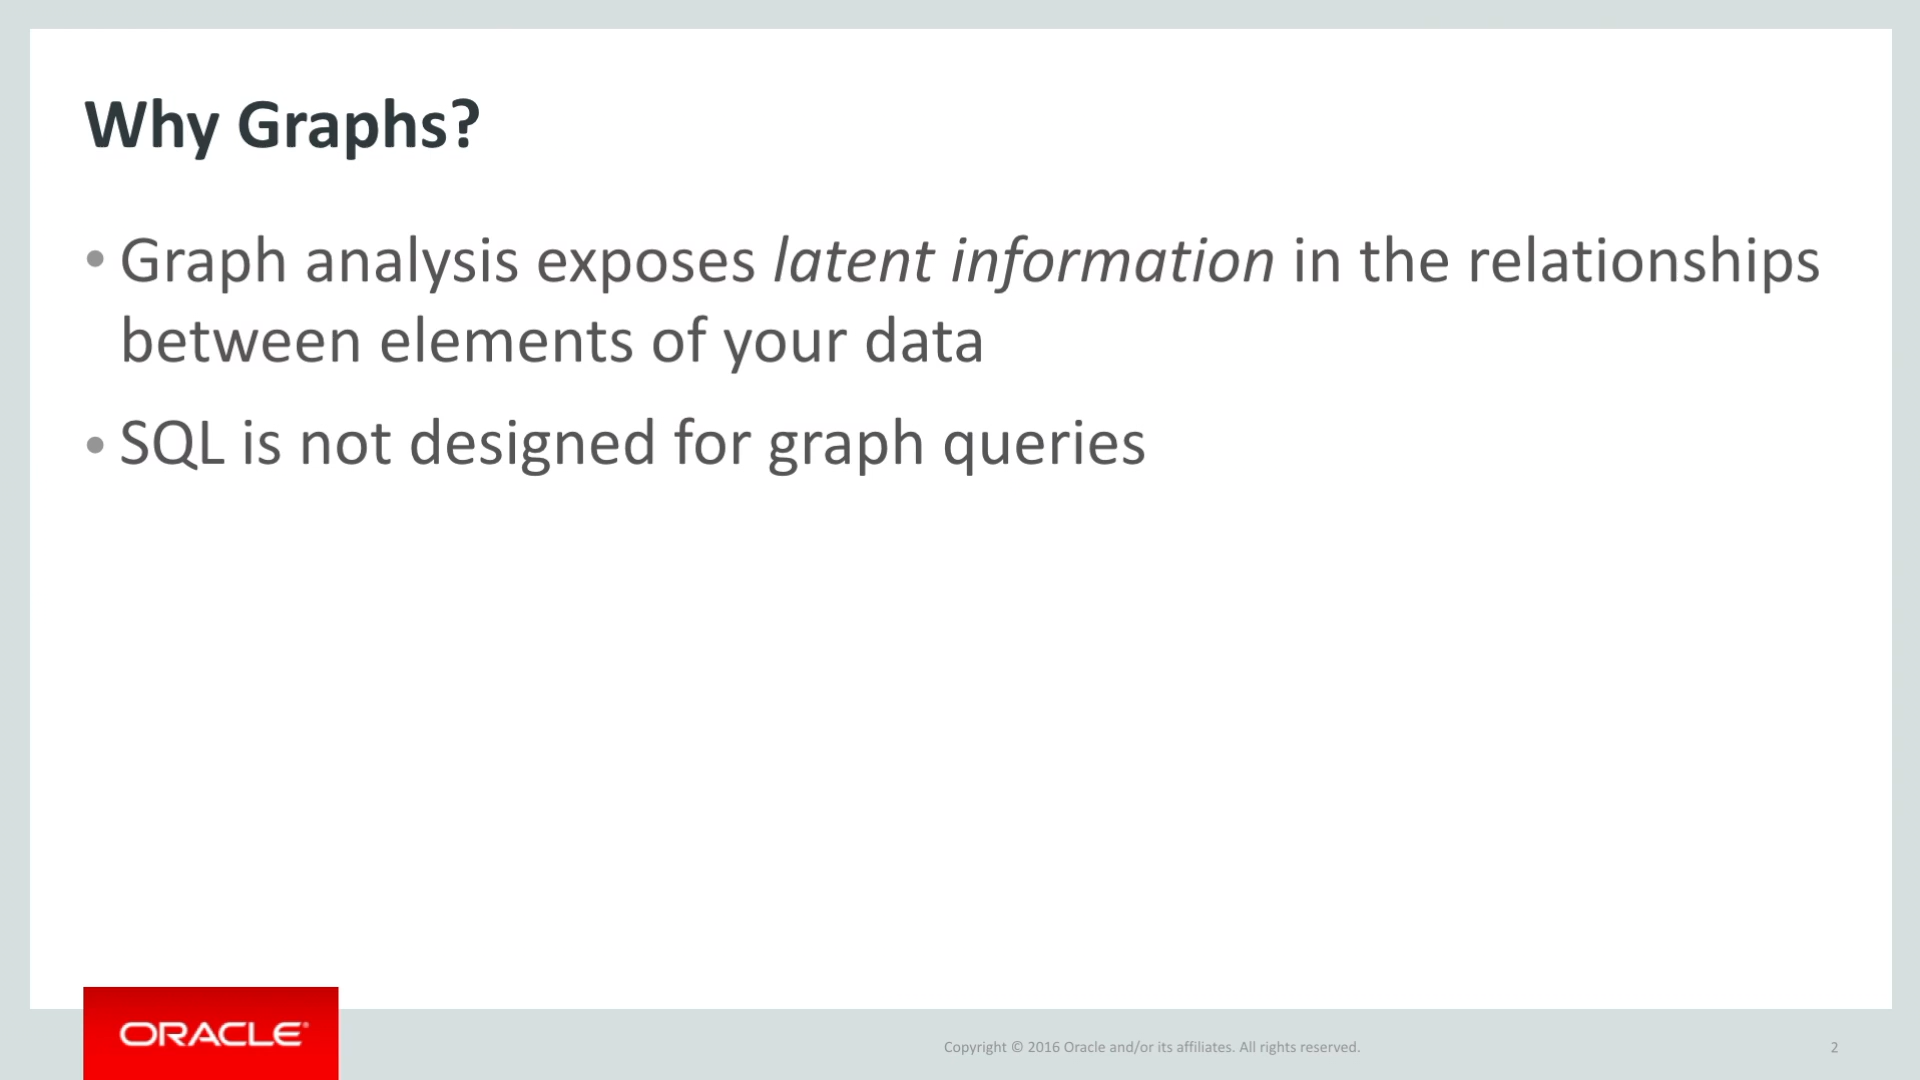 Why Graphs?
• Graph analysis exposes latent information in the relationships
between elements of your data
• SQL is not designed for graph queries
ORACLE®
Copyright © 2016 Oracle and/or its affiliates. All rights reserved.
2